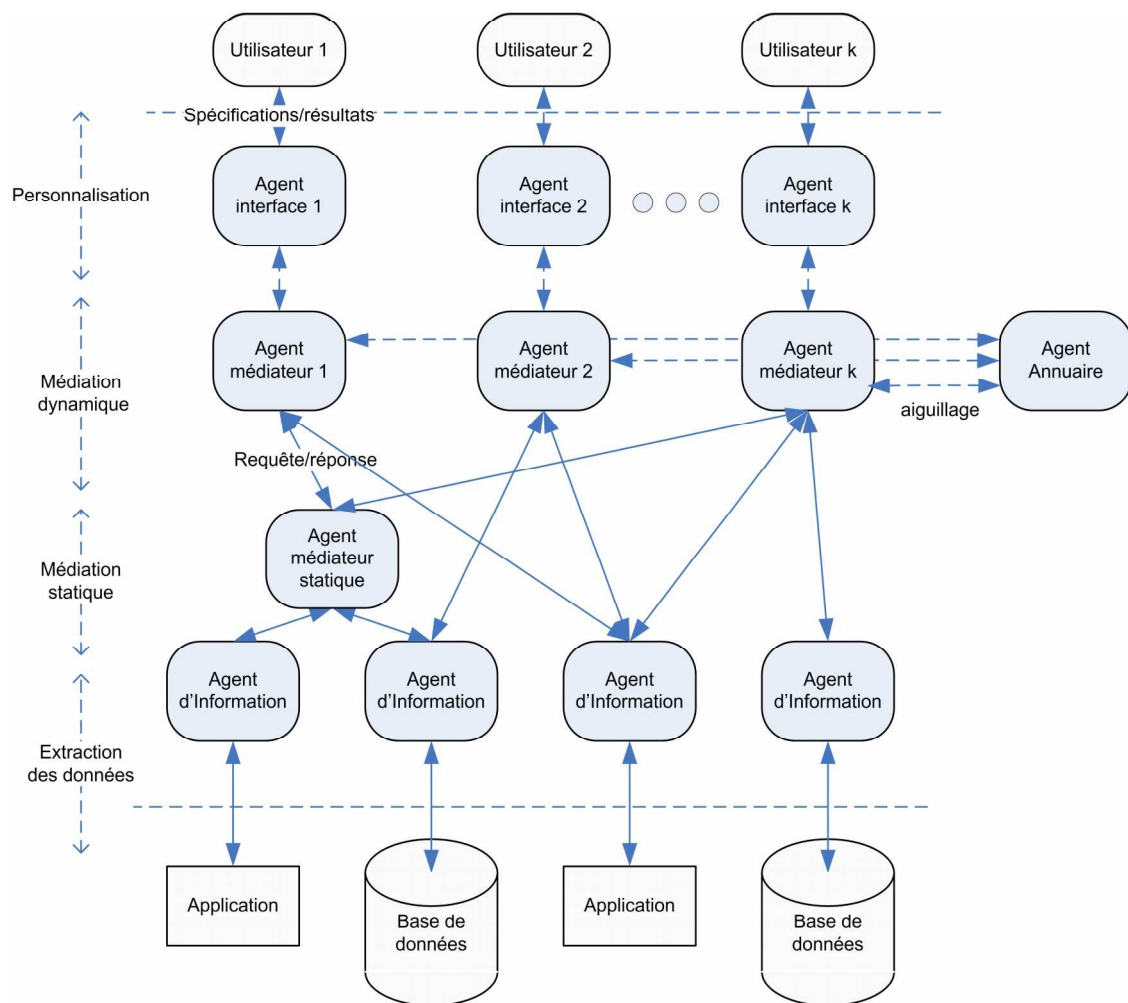 Utilisateur 1
Utilisateur 2
Utilisateur k
Spécifications/résultats
Personnalisation
Agent
interface 1
Agent
interface 2
Agent
interface k
Médiation
dynamique
Agent
médiateur 1
Agent
médiateur 2
Agent
médiateur k
Agent
Annuaire
aiguillage
Requête/réponse
Médiation
statique
Agent
médiateur
statique
Agent
d'Information
Agent
d'Information
Agent
d'Information
Agent
d'Information
Extraction
des données
Application
Base de
données
Application
Base de
données